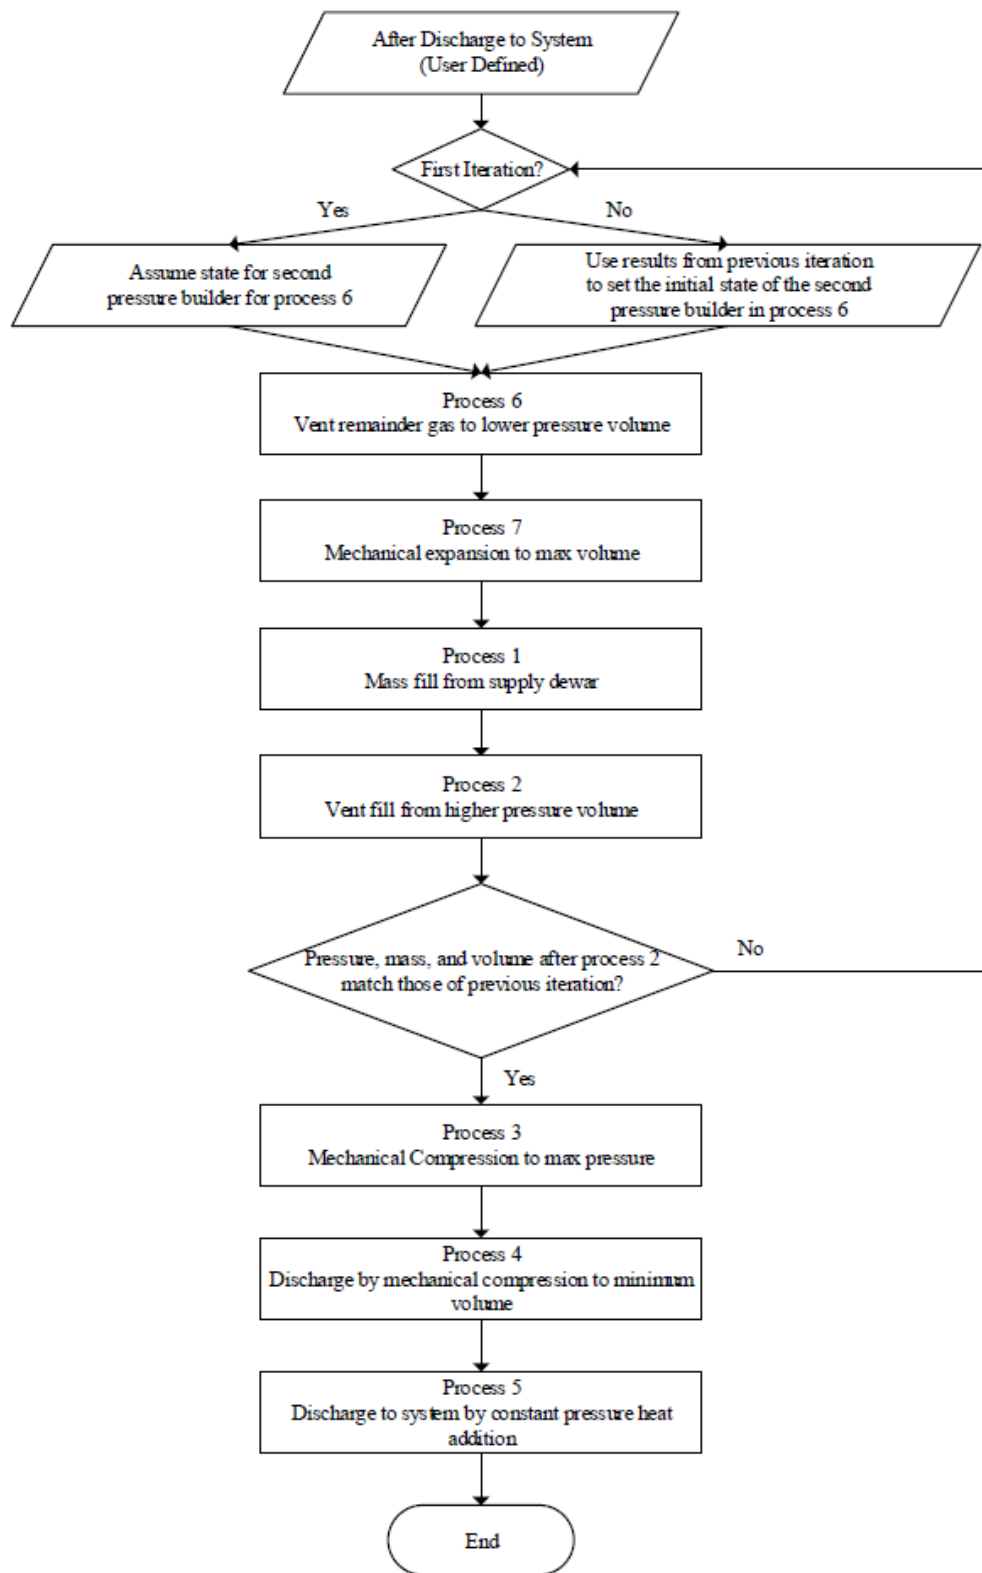 After Discharge to System
(User Defined)
First Iteration?
Yes
No
Assume state for second
pressure builder for process 6
Use results from previous iteration
to set the initial state of the second
pressure builder in process 6
Process 6
Vent remainder gas to lower pressure volume
Process 7
Mechanical expansion to max volume
Process 1
Mass fill from supply dewar
Process 2
Vent fill from higher pressure volume
Pressure, mass, and volume after process 2
match those of previous iteration?
No
Yes
Process 3
Mechanical Compression to max pressure
Process 4
Discharge by mechanical compression to minimum
volume
Process 5
Discharge to system by constant pressure heat
addition
End